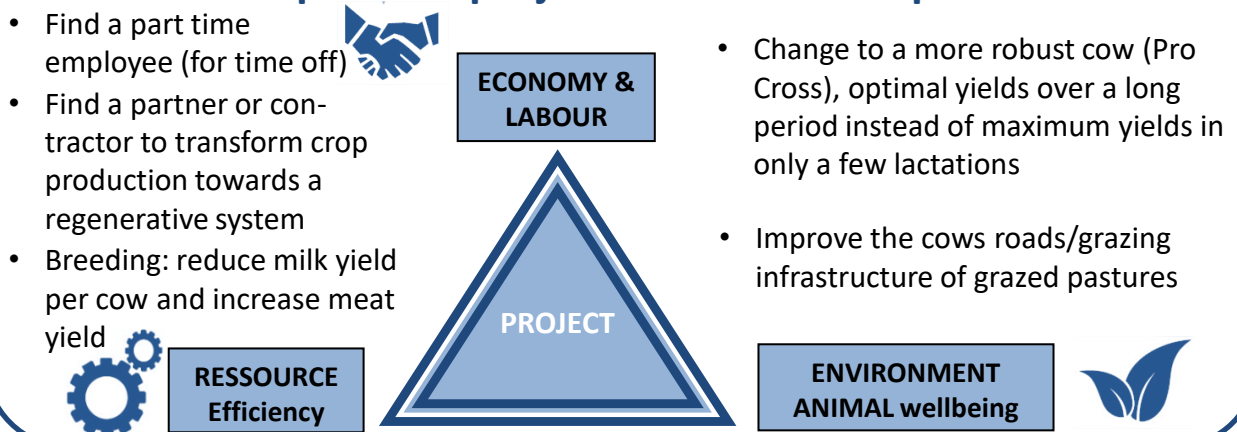 • Find a part time
employee (for time off)
• Find a partner or con-
tractor to transform crop
production towards a
regenerative system
• Breeding: reduce milk yield
per cow and increase meat
yield
ECONOMY &
LABOUR
• Change to a more robust cow (Pro
Cross), optimal yields over a long
period instead of maximum yields in
only a few lactations
• Improve the cows roads/grazing
infrastructure of grazed pastures
PROJECT
RESSOURCE
Efficiency
ENVIRONMENT
ANIMAL wellbeing